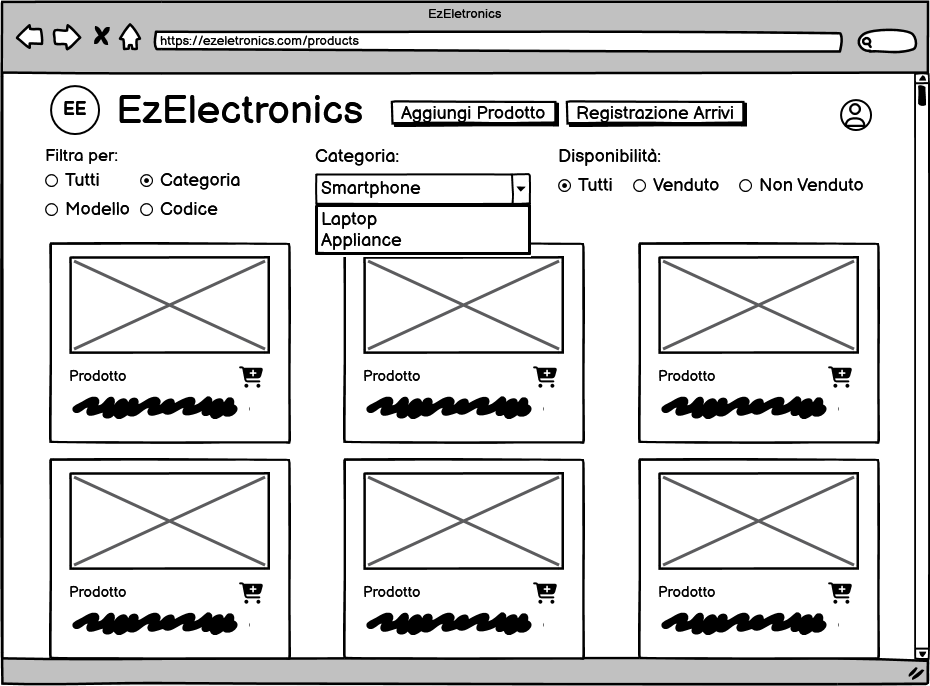 EzEletronics
https://ezeletronics.com/products
EE
EzElectronics
Aggiungi Prodotto
Registrazione Arrivi
Filtra per:
Tutti
Categoria
Modello
Codice
Categoria:
Smartphone
Laptop
Appliance
Disponibilità:
Tutti
Venduto
Non Venduto
Prodotto
Prodotto
Prodotto
Prodotto
Prodotto
Prodotto